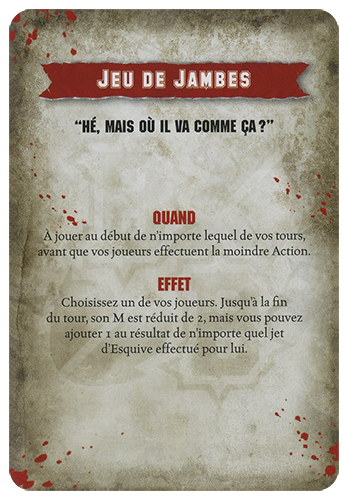 JEU DE JAMBES
“HÉ, MAIS OÙ IL VA COMME ÇA ?”
QUAND
À jouer au début de n’importe lequel de vos tours,
avant que vos joueurs effectuent la moindre Action.
EFFET
Choisissez un de vos joueurs. Jusqu’à la fin
du tour, son M est réduit de 2, mais vous pouvez
ajouter 1 au résultat de n’importe quel jet
d’Esquive effectué pour lui.